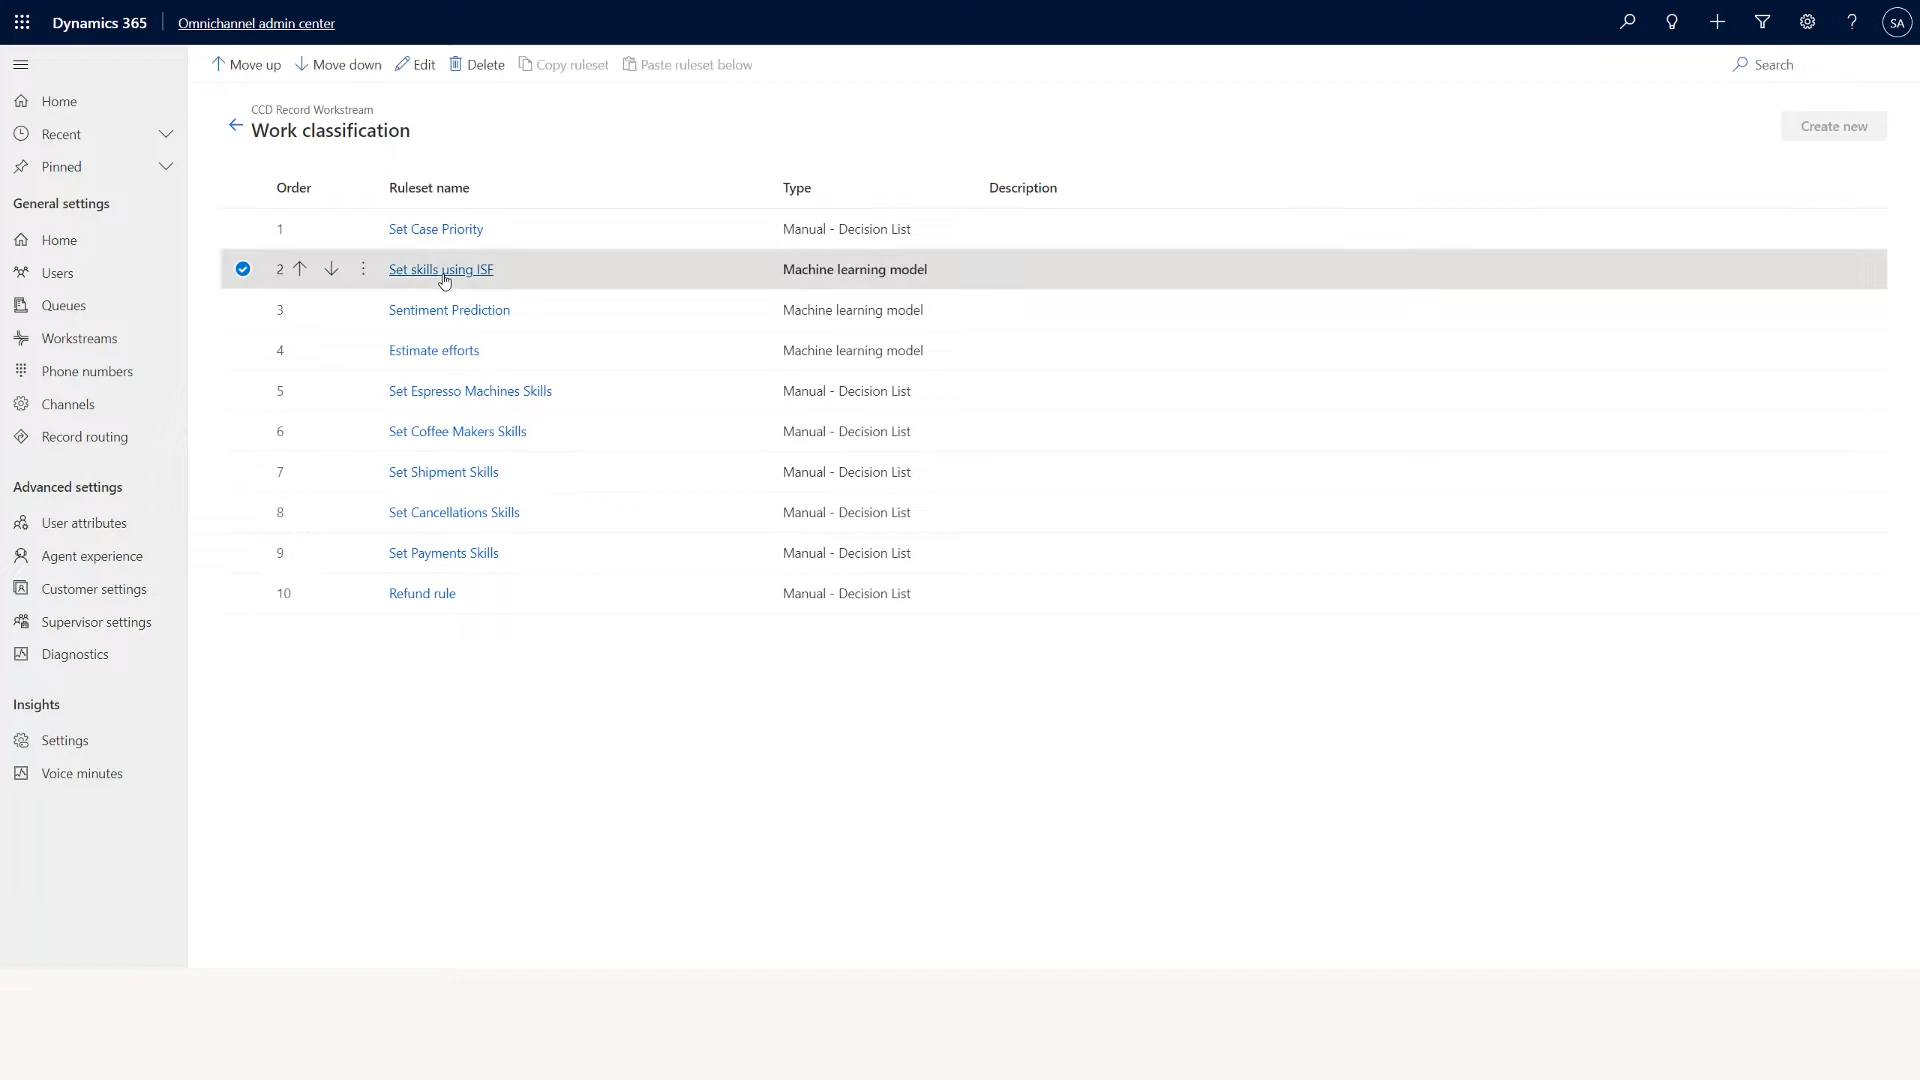 Dynamics 365 Omnichannel admin center SA
Move up Move down Edit Delete Copy ruleset Paste ruleset below Search
Home
Recent
Pinned
General settings
Home
Users
Queues
Workstreams
Phone numbers
Channels
Record routing
Advanced settings
User attributes
Agent experience
Customer settings
Supervisor settings
Diagnostics
Insights
Settings
Voice minutes
CCD Record Workstream
Work classification
Create new
Order Ruleset name Type Description
1 Set Case Priority Manual - Decision List
2 Set skills using ISF Machine learning model
3 Sentiment Prediction Machine learning model
4 Estimate efforts Machine learning model
5 Set Espresso Machines Skills Manual - Decision List
6 Set Coffee Makers Skills Manual - Decision List
7 Set Shipment Skills Manual - Decision List
8 Set Cancellations Skills Manual - Decision List
9 Set Payments Skills Manual - Decision List
10 Refund rule Manual - Decision List